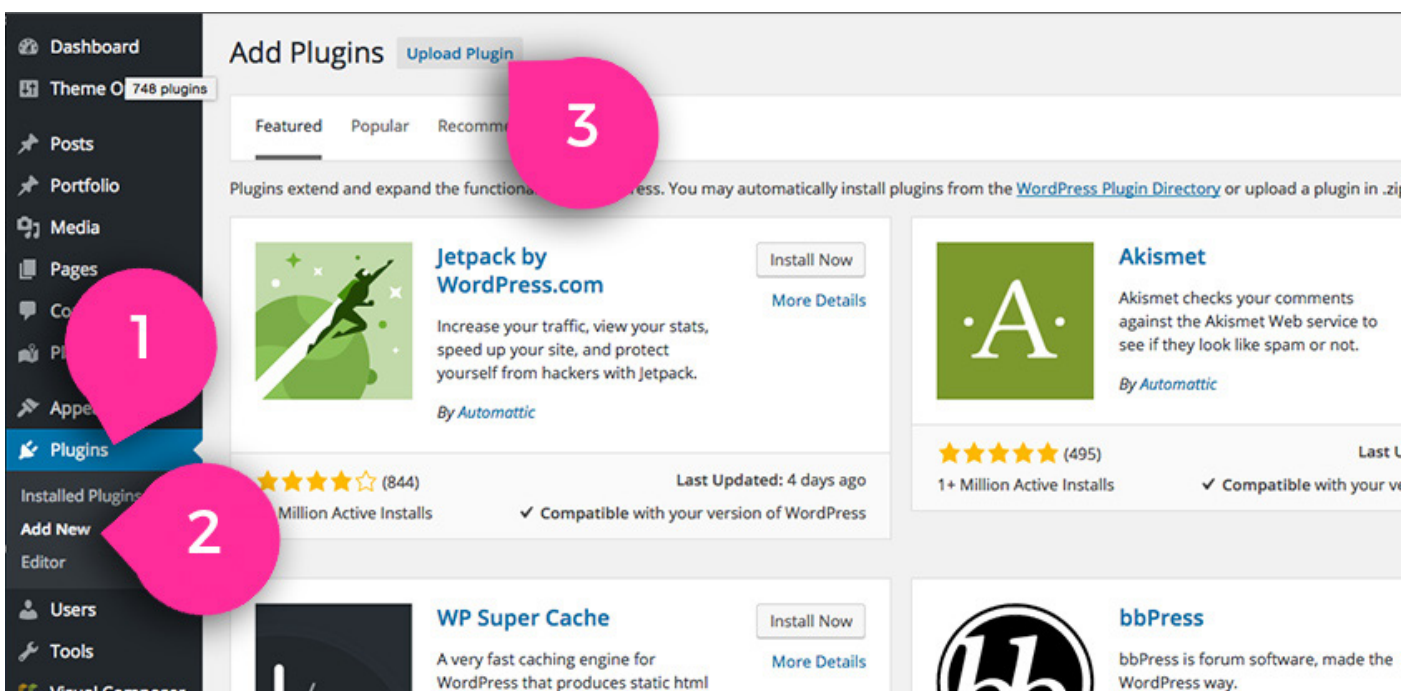 Dashboard
Theme O
748 plugins
Posts
Portfolio
Media
Pages
Co
Pl
Appe
Plugins
Installed Plugins
Add New
Editor
Users
Tools
Visual Composer
1
2
3
Add Plugins Upload Plugin
Featured Popular Recomme
Plugins extend and expand the functiona ess. You may automatically install plugins from the WordPress Plugin Directory or upload a plugin in .zip
Jetpack by
WordPress.com
Install Now
More Details
Increase your traffic, view your stats,
speed up your site, and protect
yourself from hackers with Jetpack.
By Automattic
(844)
Last Updated: 4 days ago
Million Active Installs
✓ Compatible with your version of WordPress
·A·
Akismet
Akismet checks your comments
against the Akismet Web service to
see if they look like spam or not.
By Automattic
(495)
Last U
1+ Million Active Installs
✓ Compatible with your ve
WP Super Cache
Install Now
More Details
A very fast caching engine for
WordPress that produces static html
bb
bbPress
bbPress is forum software, made the
WordPress way.